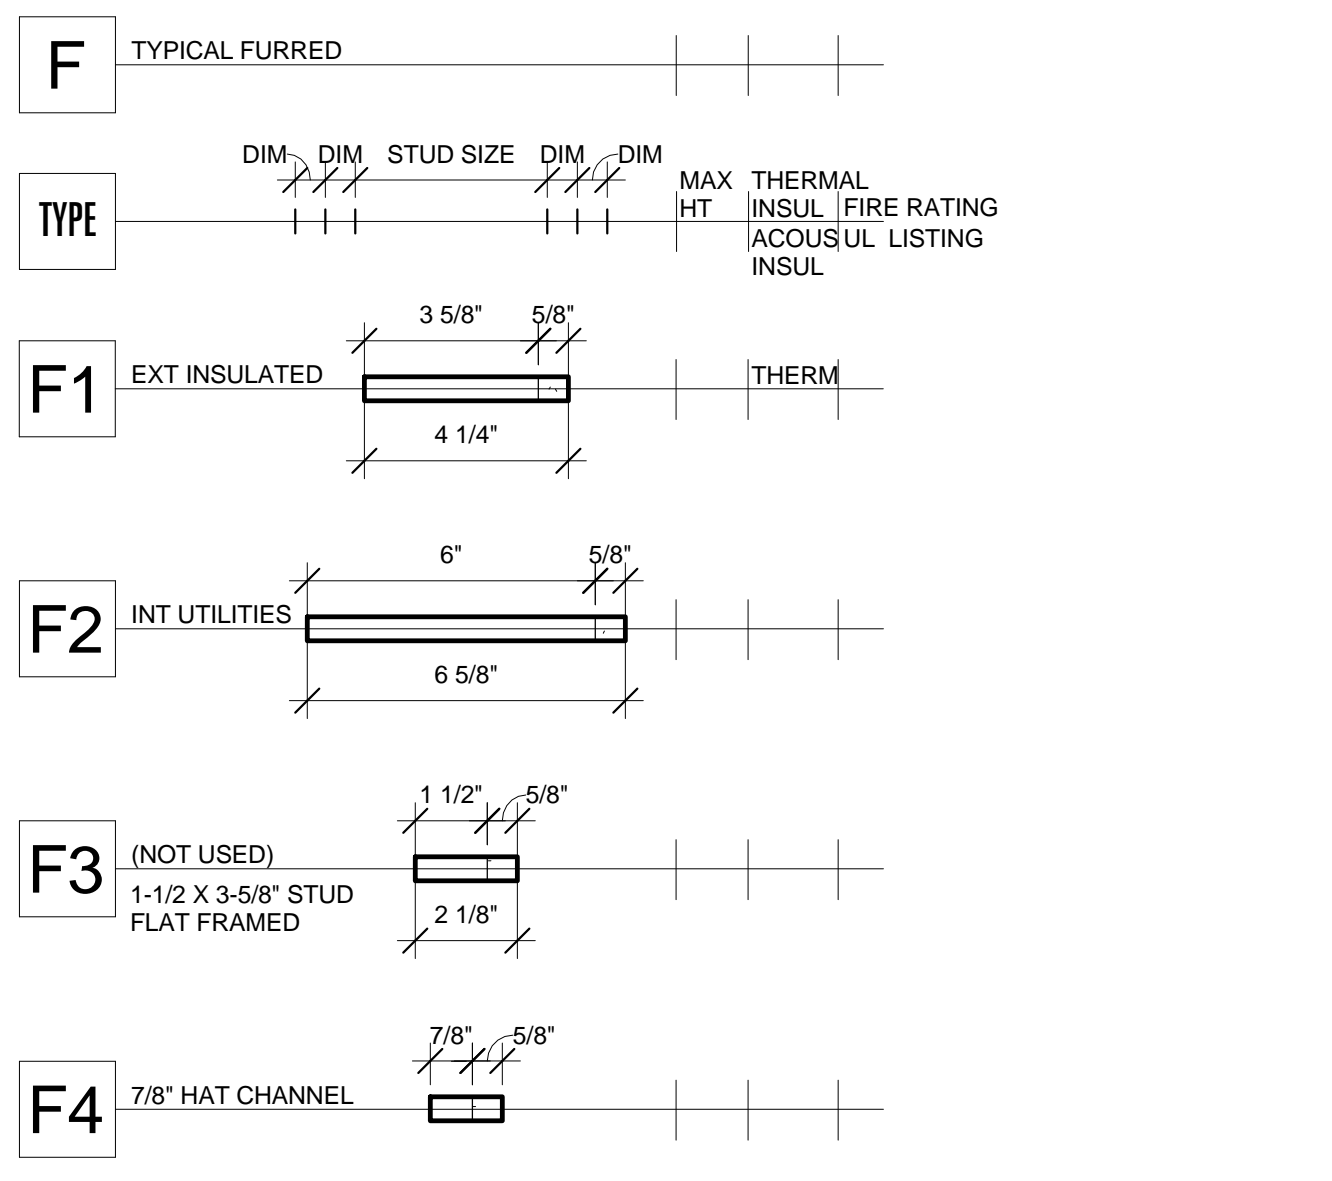 F
TYPICAL FURRED
DIM DIM STUD SIZE DIM DIM
TYPE
MAX
HT
THERMAL
INSUL
FIRE RATING
ACOUS
INSUL
UL LISTING
3 5/8" 5/8"
F1
EXT INSULATED
THERM
4 1/4"
6" 5/8"
F2
INT UTILITIES
6 5/8"
1 1/2" 5/8"
F3
(NOT USED)
1-1/2 X 3-5/8" STUD
FLAT FRAMED
2 1/8"
7/8" 5/8"
F4
7/8" HAT CHANNEL